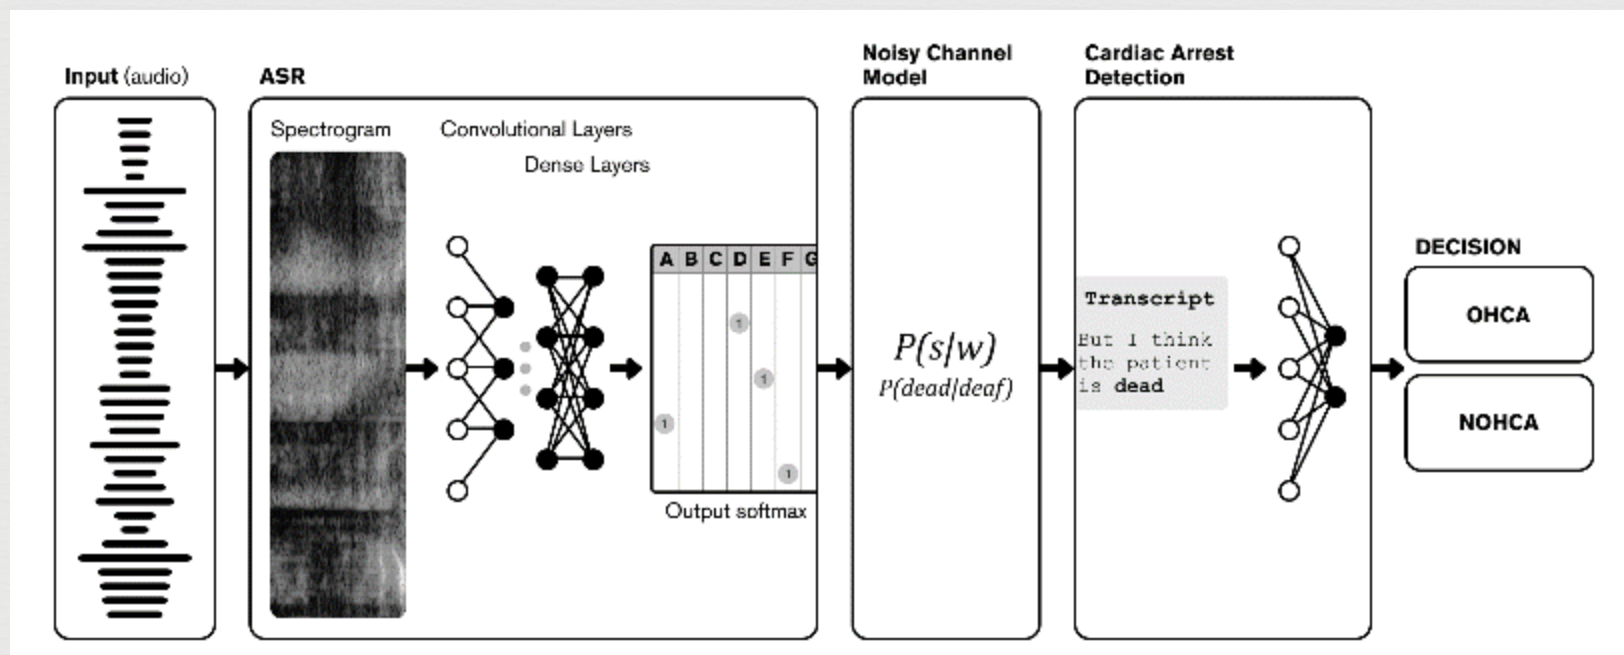 Input (audio)
ASR
Spectrogram
Convolutional Layers
Dense Layers
A B C D E F G
1
1
1
1
Output softmax
Noisy Channel
Model
P(s|w)
P(dead|deaf)
Cardiac Arrest
Detection
Transcript
But I think
the patient
is dead
DECISION
OHCA
NOHCA